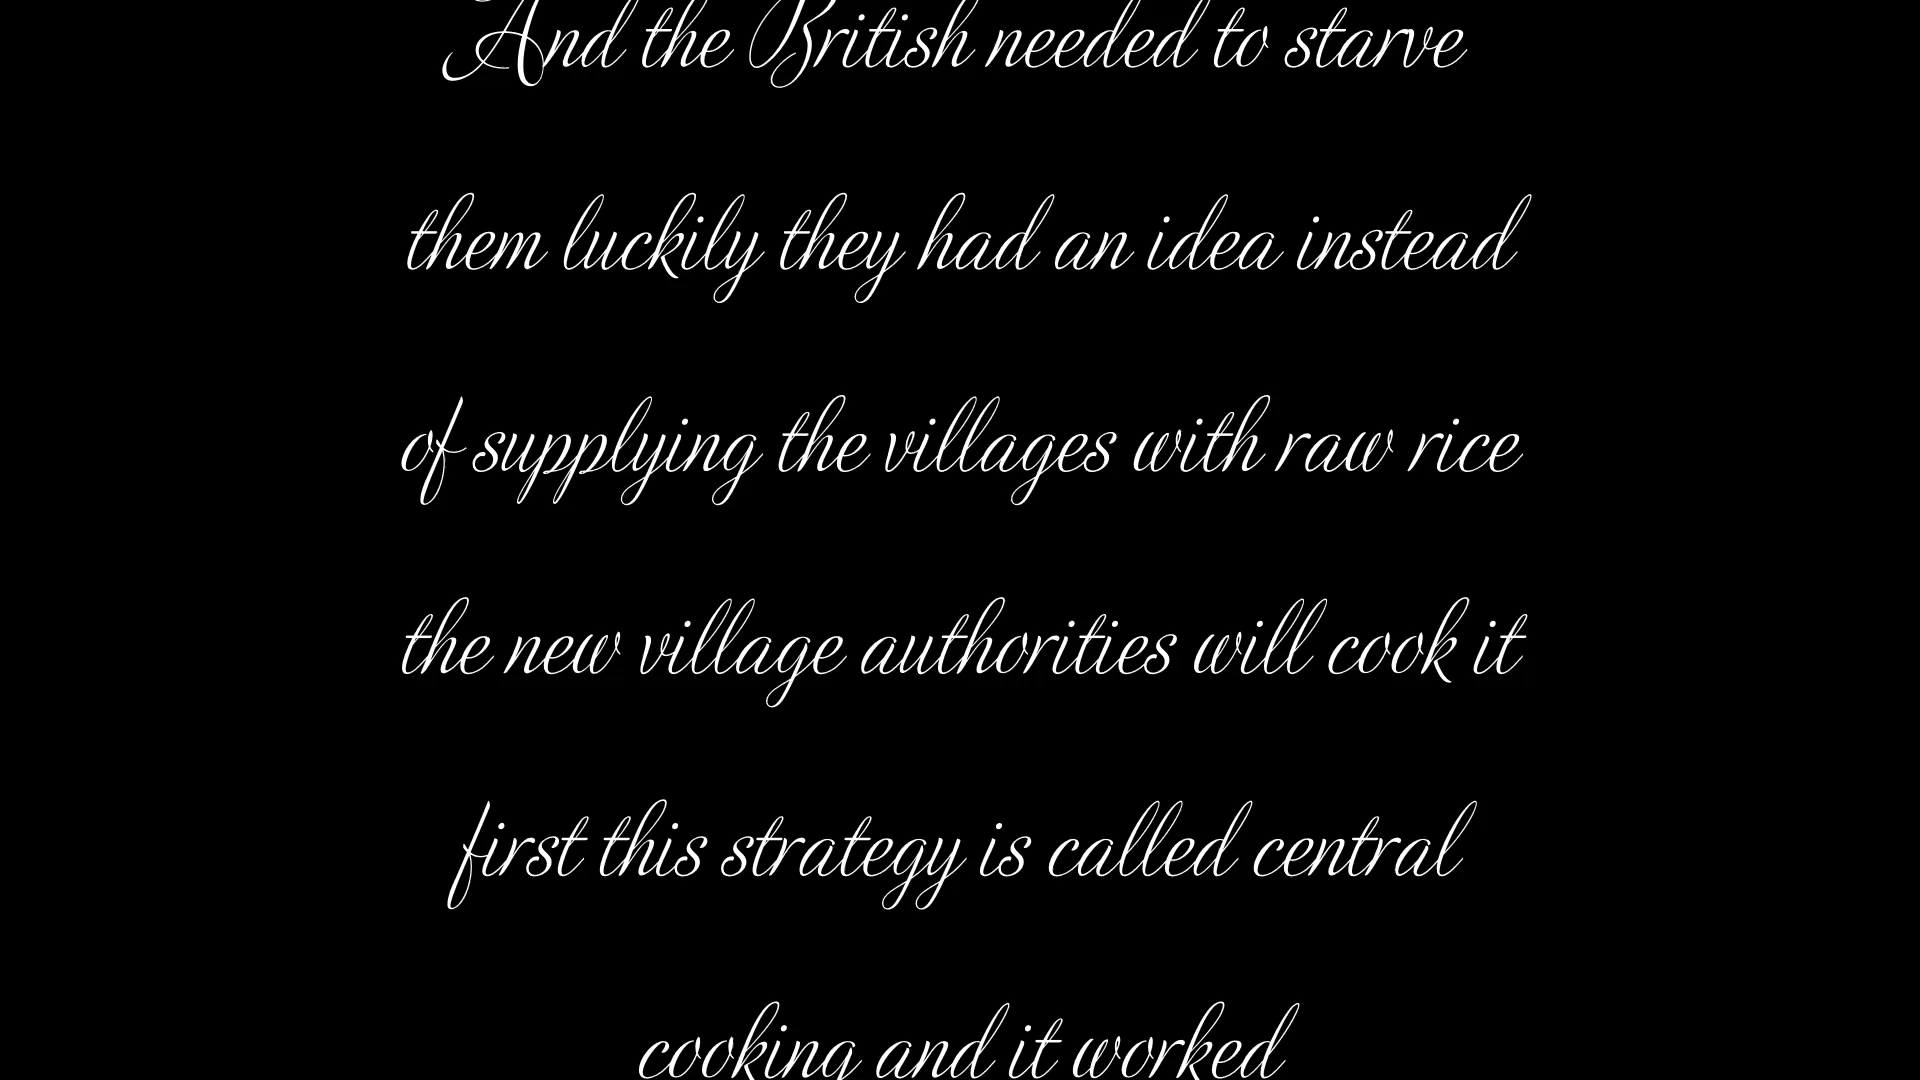 And the British needed to starve
them luckily they had an idea instead
of supplying the villages with raw rice
the new village authorities will cook it
first this strategy is called central
cooking and it worked